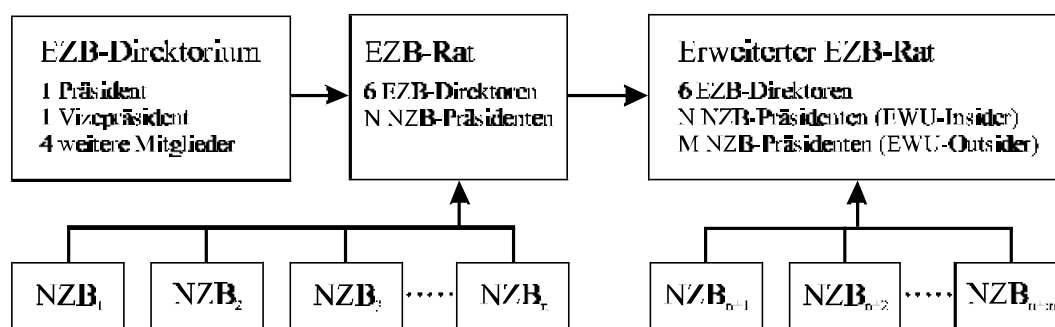 EZB-Direktorium
1 Präsident
1 Vizepräsident
4 weitere Mitglieder
EZB-Rat
6 EZB-Direktoren
N NZB-Präsidenten
Erweiterter EZB-Rat
6 EZB-Direktoren
N NZB-Präsidenten (EWU-Insider)
M NZB-Präsidenten (EWU-Outsider)
NZB₁
NZB₂
NZB₃
NZBₙ
NZBₙ₊₁
NZBₙ₊₂
NZBₙ₊ₘ